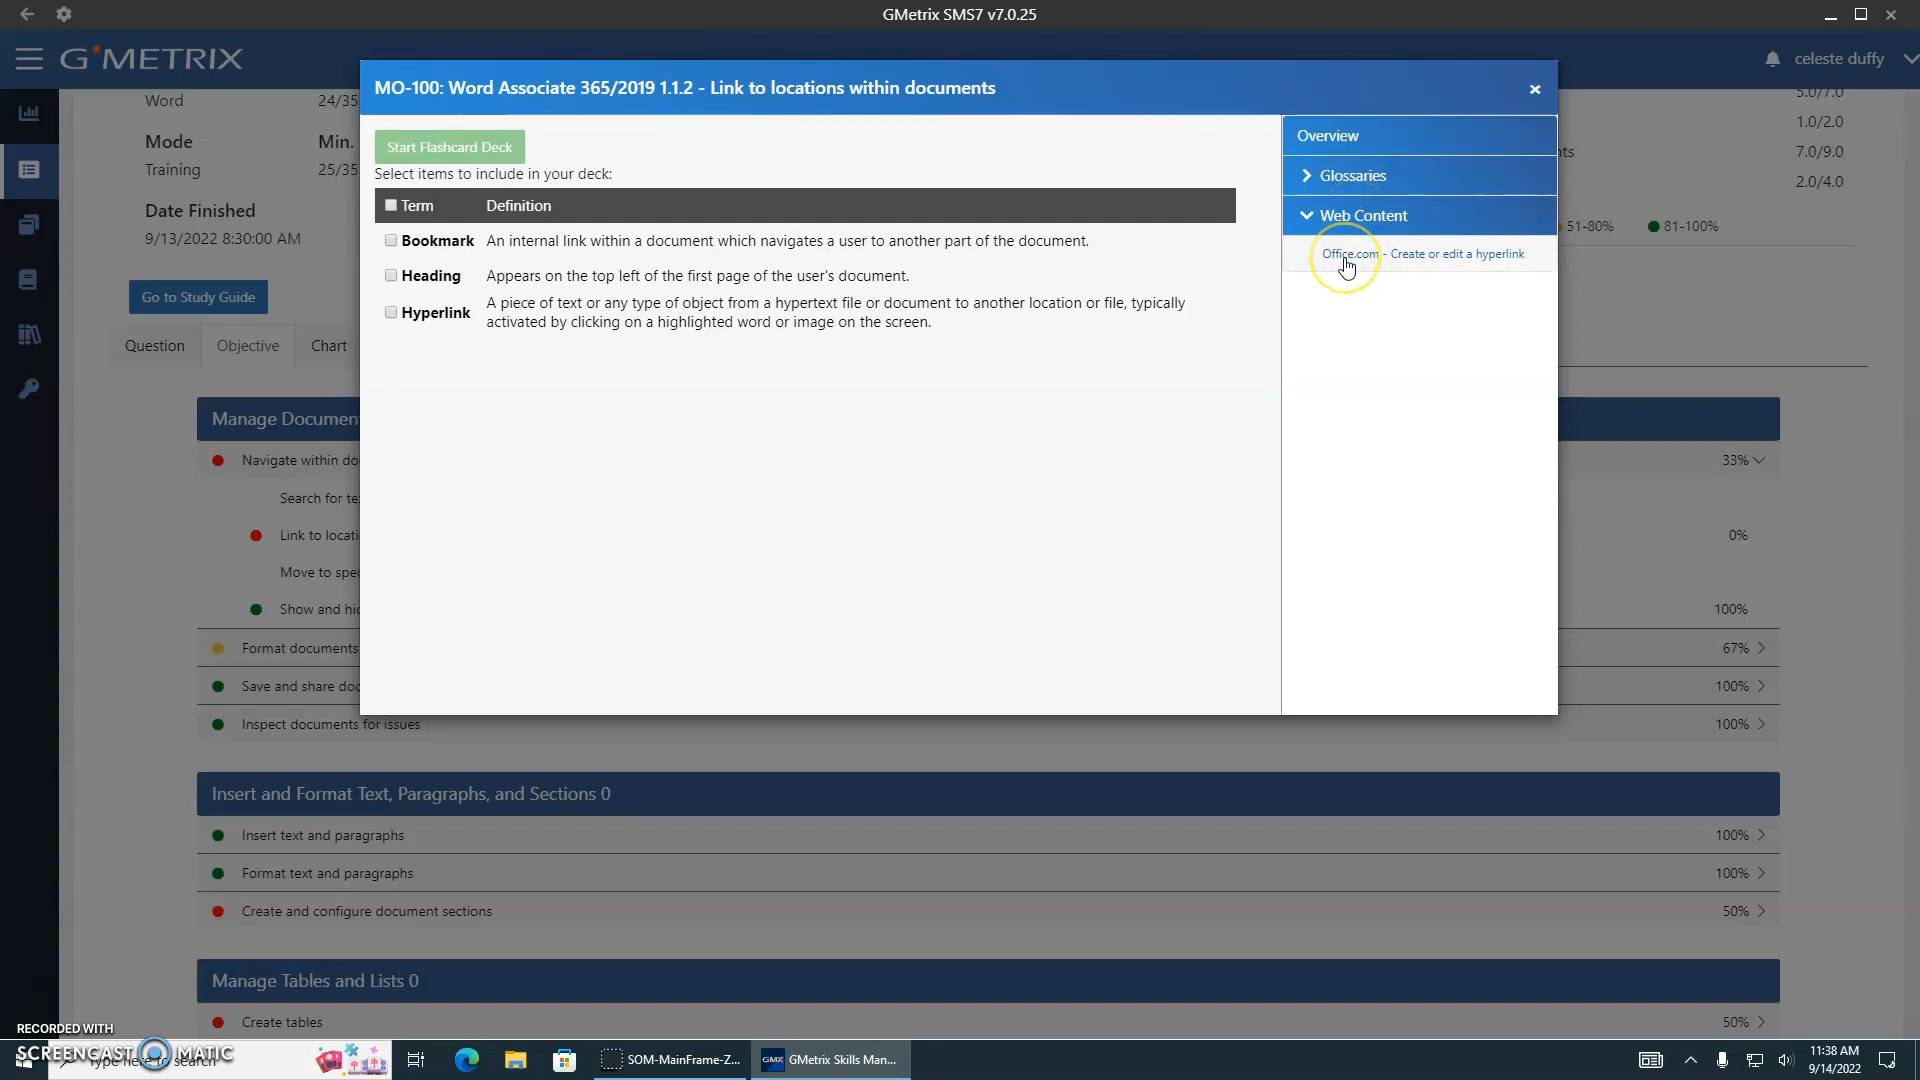 GMetrix SMS7 v7.0.25
G METRIX
celeste duffy
MO-100: Word Associate 365/2019 1.1.2 - Link to locations within documents
Word 24/35
5.0/7.0
Start Flashcard Deck
Overview
1.0/2.0
Mode Min.
Select items to include in your deck:
Glossaries
7.0/9.0
Training 25/35
2.0/4.0
Term Definition
Date Finished
Web Content
51-80% 81-100%
9/13/2022 8:30:00 AM
Bookmark An internal link within a document which navigates a user to another part of the document.
Office.com - Create or edit a hyperlink
Heading Appears on the top left of the first page of the user's document.
Go to Study Guide
Hyperlink A piece of text or any type of object from a hypertext file or document to another location or file, typically
activated by clicking on a highlighted word or image on the screen.
Question Objective Chart
Manage Documen
Navigate within do 33%
Search for te
Link to locati 0%
Move to spe
Show and hi 100%
Format documents 67%
Save and share doc 100%
Inspect documents for issues 100%
Insert and Format Text, Paragraphs, and Sections 0
Insert text and paragraphs 100%
Format text and paragraphs 100%
Create and configure document sections 50%
Manage Tables and Lists 0
Create tables 50%
RECORDED WITH
SCREENCAST MATIC
Type here to search
SOM-MainFrame-Z...
GMX GMetrix Skills Man...
11:38 AM
9/14/2022